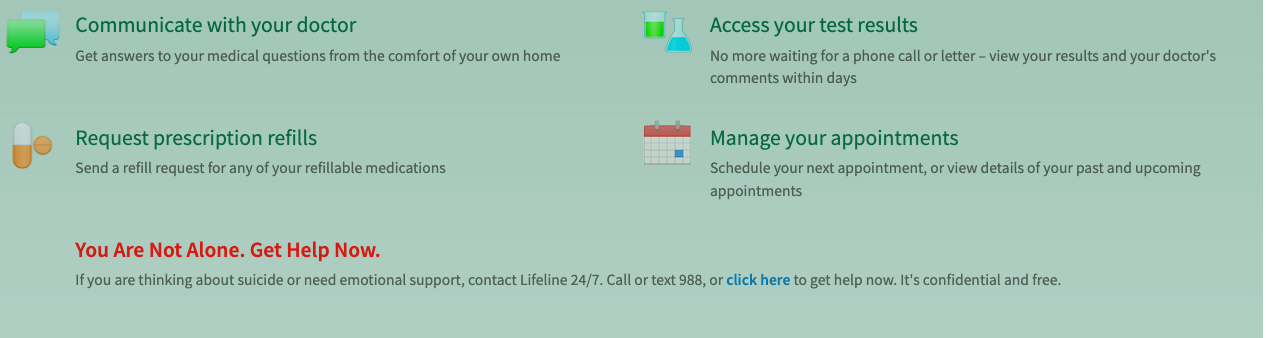 Communicate with your doctor
Get answers to your medical questions from the comfort of your own home
Access your test results
No more waiting for a phone call or letter – view your results and your doctor's
comments within days
Request prescription refills
Send a refill request for any of your refillable medications
Manage your appointments
Schedule your next appointment, or view details of your past and upcoming
appointments
You Are Not Alone. Get Help Now.
If you are thinking about suicide or need emotional support, contact Lifeline 24/7. Call or text 988, or click here to get help now. It's confidential and free.